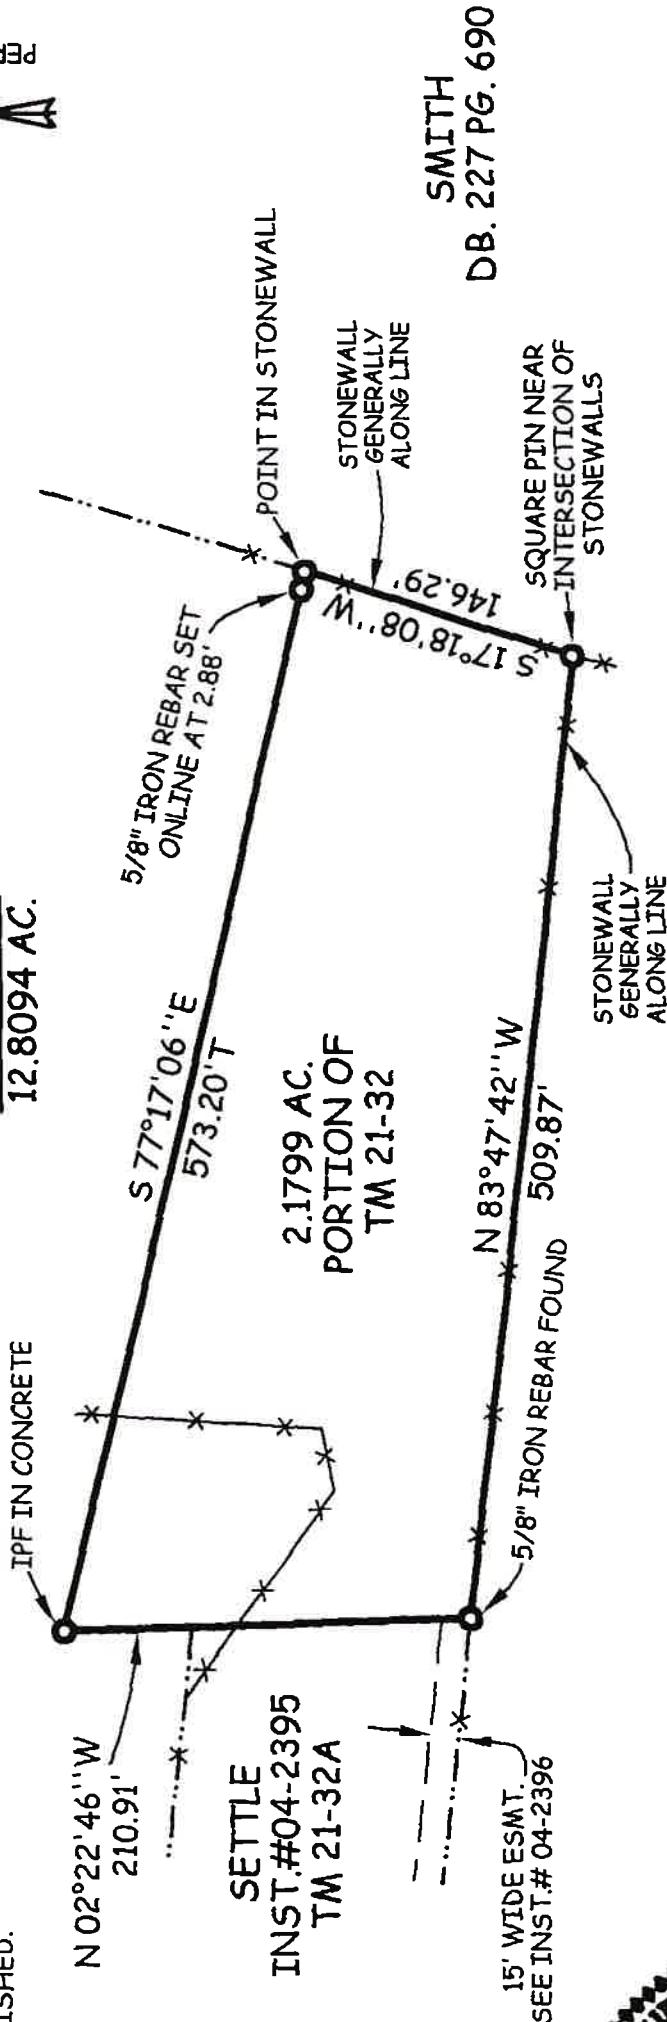 12.8094 AC.
IPF IN CONCRETE
N 02°22'46''W
210.91'
S 77°17'06''E
573.20'T
5/8" IRON REBAR SET
ONLINE AT 2.88'
POINT IN STONEWALL
STONEWALL
GENERALLY
ALONG LINE
SMITH
DB. 227 PG. 690
S 17°18'08''W
146.29'
SQUARE PIN NEAR
INTERSECTION OF
STONEWALLS
2.1799 AC.
PORTION OF
TM 21-32
N 83°47'42''W
509.87'
STONEWALL
GENERALLY
ALONG LINE
5/8" IRON REBAR FOUND
SETTLE
INST.#04-2395
TM 21-32A
15' WIDE ESMT.
SEE INST.# 04-2396